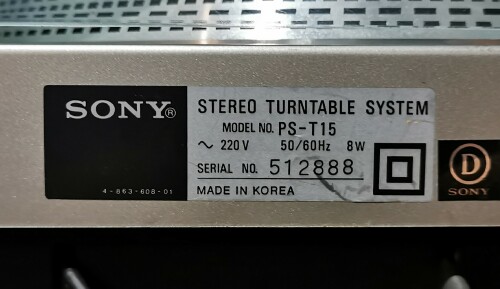 SONY®
STEREO TURNTABLE SYSTEM
MODEL NO. PS-T15
~ 220V 50/60Hz 8W
SERIAL NO. 512888
MADE IN KOREA
4-863-608-01
D
SONY